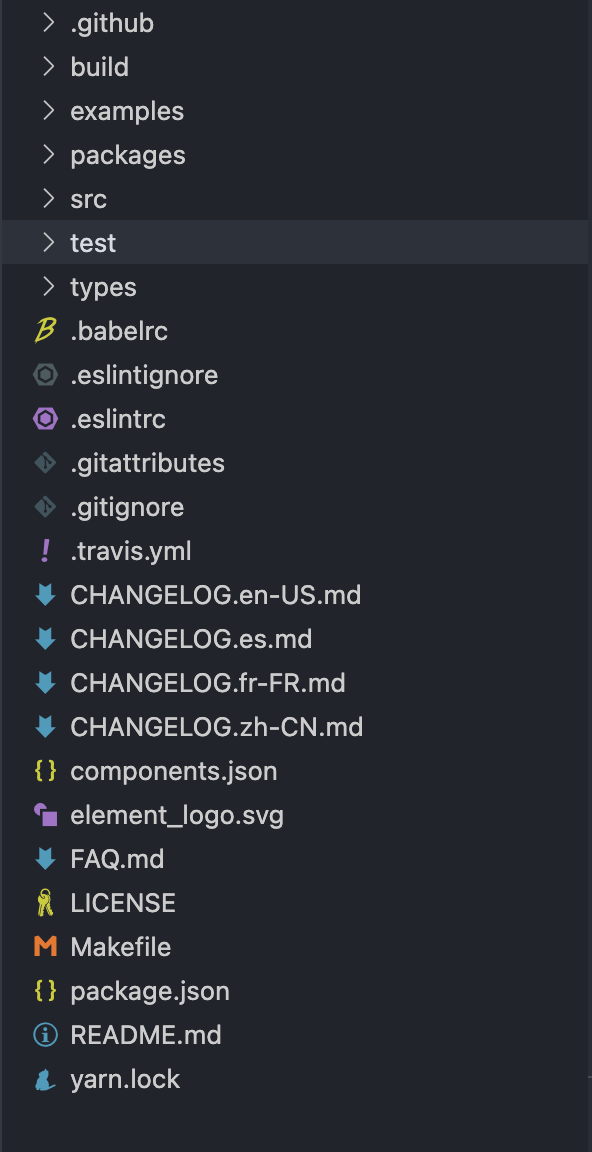 .github
build
examples
packages
src
test
types
.babelrc
.eslintignore
.eslintrc
.gitattributes
.gitignore
.travis.yml
CHANGELOG.en-US.md
CHANGELOG.es.md
CHANGELOG.fr-FR.md
CHANGELOG.zh-CN.md
components.json
element_logo.svg
FAQ.md
LICENSE
Makefile
package.json
README.md
yarn.lock